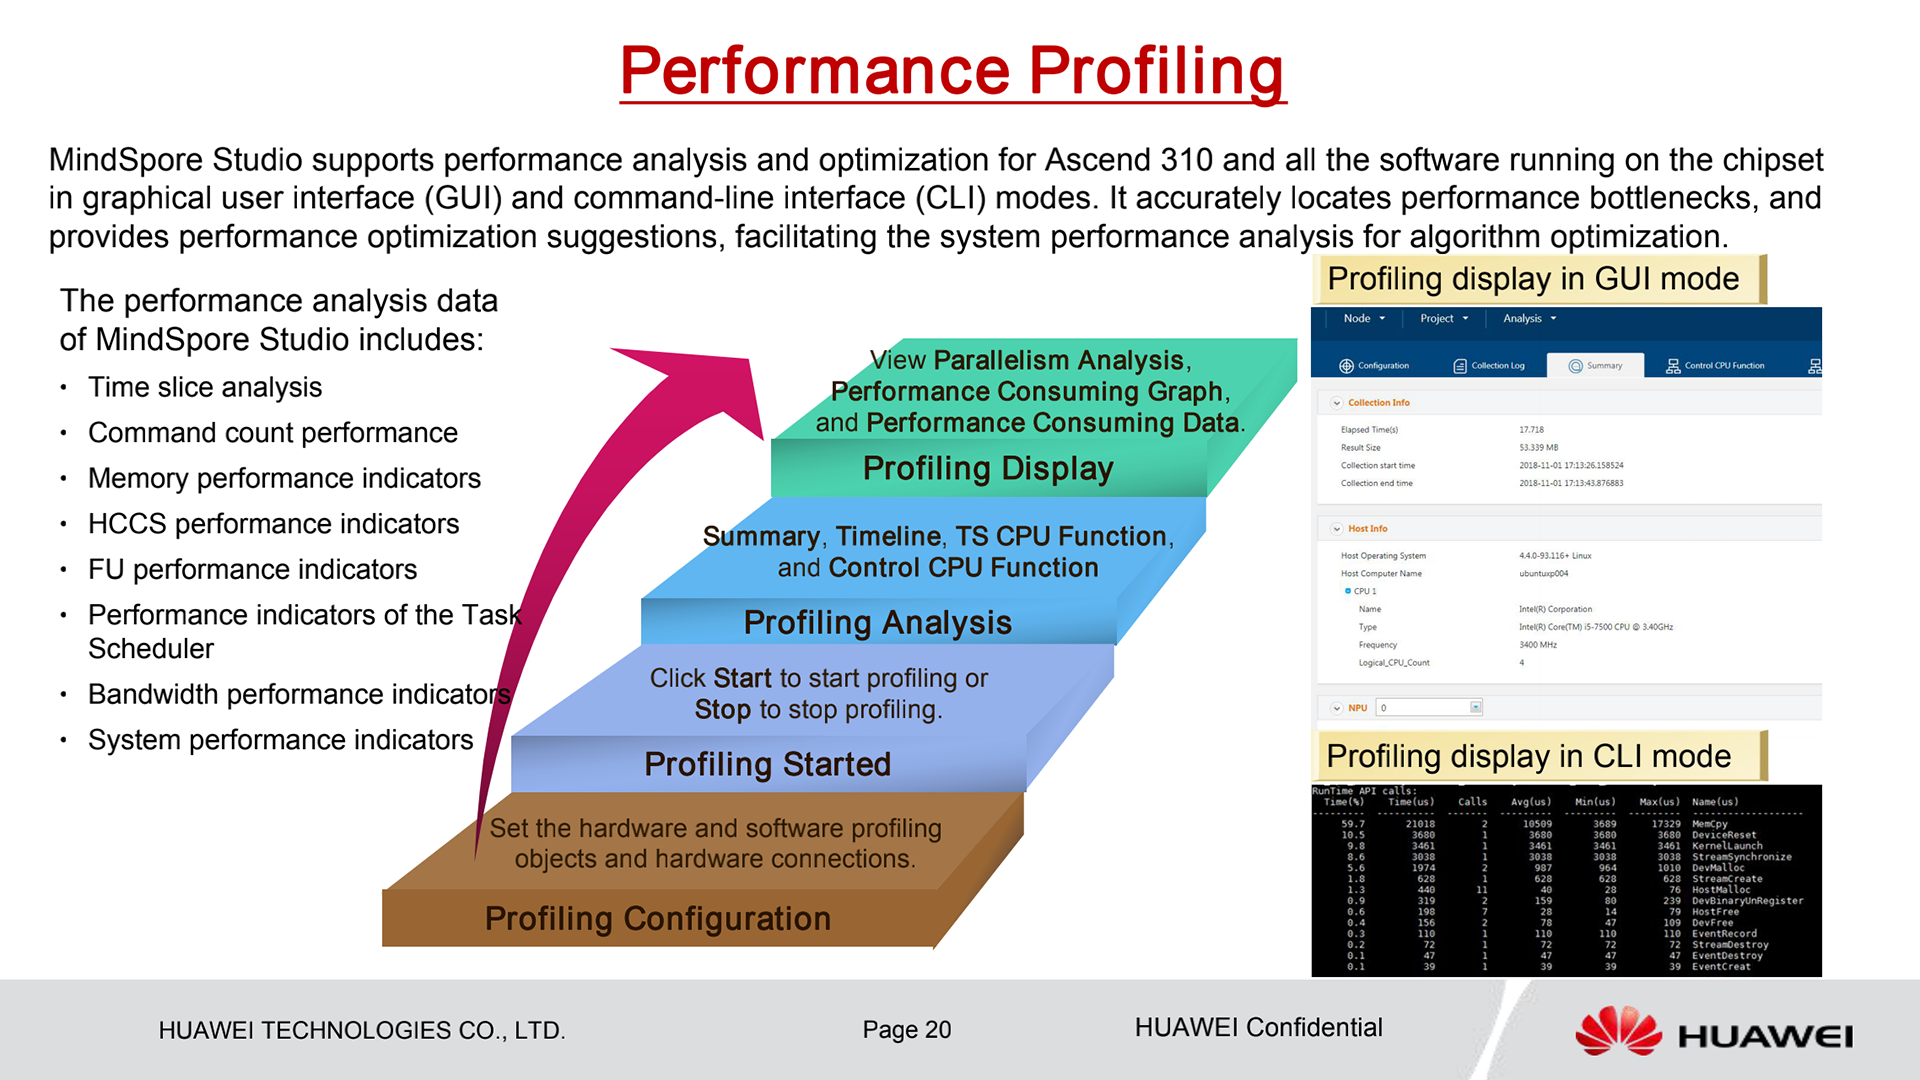 Performance Profiling
MindSpore Studio supports performance analysis and optimization for Ascend 310 and all the software running on the chipset
in graphical user interface (GUI) and command-line interface (CLI) modes. It accurately locates performance bottlenecks, and
provides performance optimization suggestions, facilitating the system performance analysis for algorithm optimization.
The performance analysis data
of MindSpore Studio includes:
• Time slice analysis
• Command count performance
• Memory performance indicators
• HCCS performance indicators
• FU performance indicators
• Performance indicators of the Task
Scheduler
• Bandwidth performance indicators
• System performance indicators
View Parallelism Analysis,
Performance Consuming Graph,
and Performance Consuming Data.
Profiling Display
Summary, Timeline, TS CPU Function,
and Control CPU Function
Profiling Analysis
Click Start to start profiling or
Stop to stop profiling.
Profiling Started
Set the hardware and software profiling
objects and hardware connections.
Profiling Configuration
Profiling display in GUI mode
Node Project Analysis
Configuration Collection Log Summary Control CPU Function
Collection Info
Elapsed Time(s) 17.718
Result Size 53.339 MB
Collection start time 2018-11-01 17:13:26.158524
Collection end time 2018-11-01 17:13:43.876883
Host Info
Host Operating System 4.4.0-93.116+ Linux
Host Computer Name ubuntuxp004
CPU 1
Name Intel(R) Corporation
Type Intel(R) Core(TM) i5-7500 CPU @ 3.40GHz
Frequency 3400 MHz
Logical_CPU_Count 4
NPU 0
Profiling display in CLI mode
RunTime API calls:
Time(%) Time(us) Calls Avg(us) Min(us) Max(us) Name(us)
59.7 21018 2 10509 3689 17329 MemCpy
10.5 3680 1 3680 3680 3680 DeviceReset
9.8 3461 1 3461 3461 3461 KernelLaunch
8.6 3038 1 3038 3038 3038 StreamSynchronize
5.6 1974 2 987 964 1010 DevMalloc
1.8 628 1 628 628 628 StreamCreate
1.3 440 11 40 28 76 HostMalloc
0.9 319 2 159 80 239 DevBinaryUnRegister
0.6 198 7 28 14 79 HostFree
0.4 156 2 78 47 109 DevFree
0.3 110 1 110 110 110 EventRecord
0.2 72 1 72 72 72 StreamDestroy
0.1 47 1 47 47 47 EventDestroy
0.1 39 1 39 39 39 EventCreat
HUAWEI TECHNOLOGIES CO., LTD.
Page 20
HUAWEI Confidential
HUAWEI